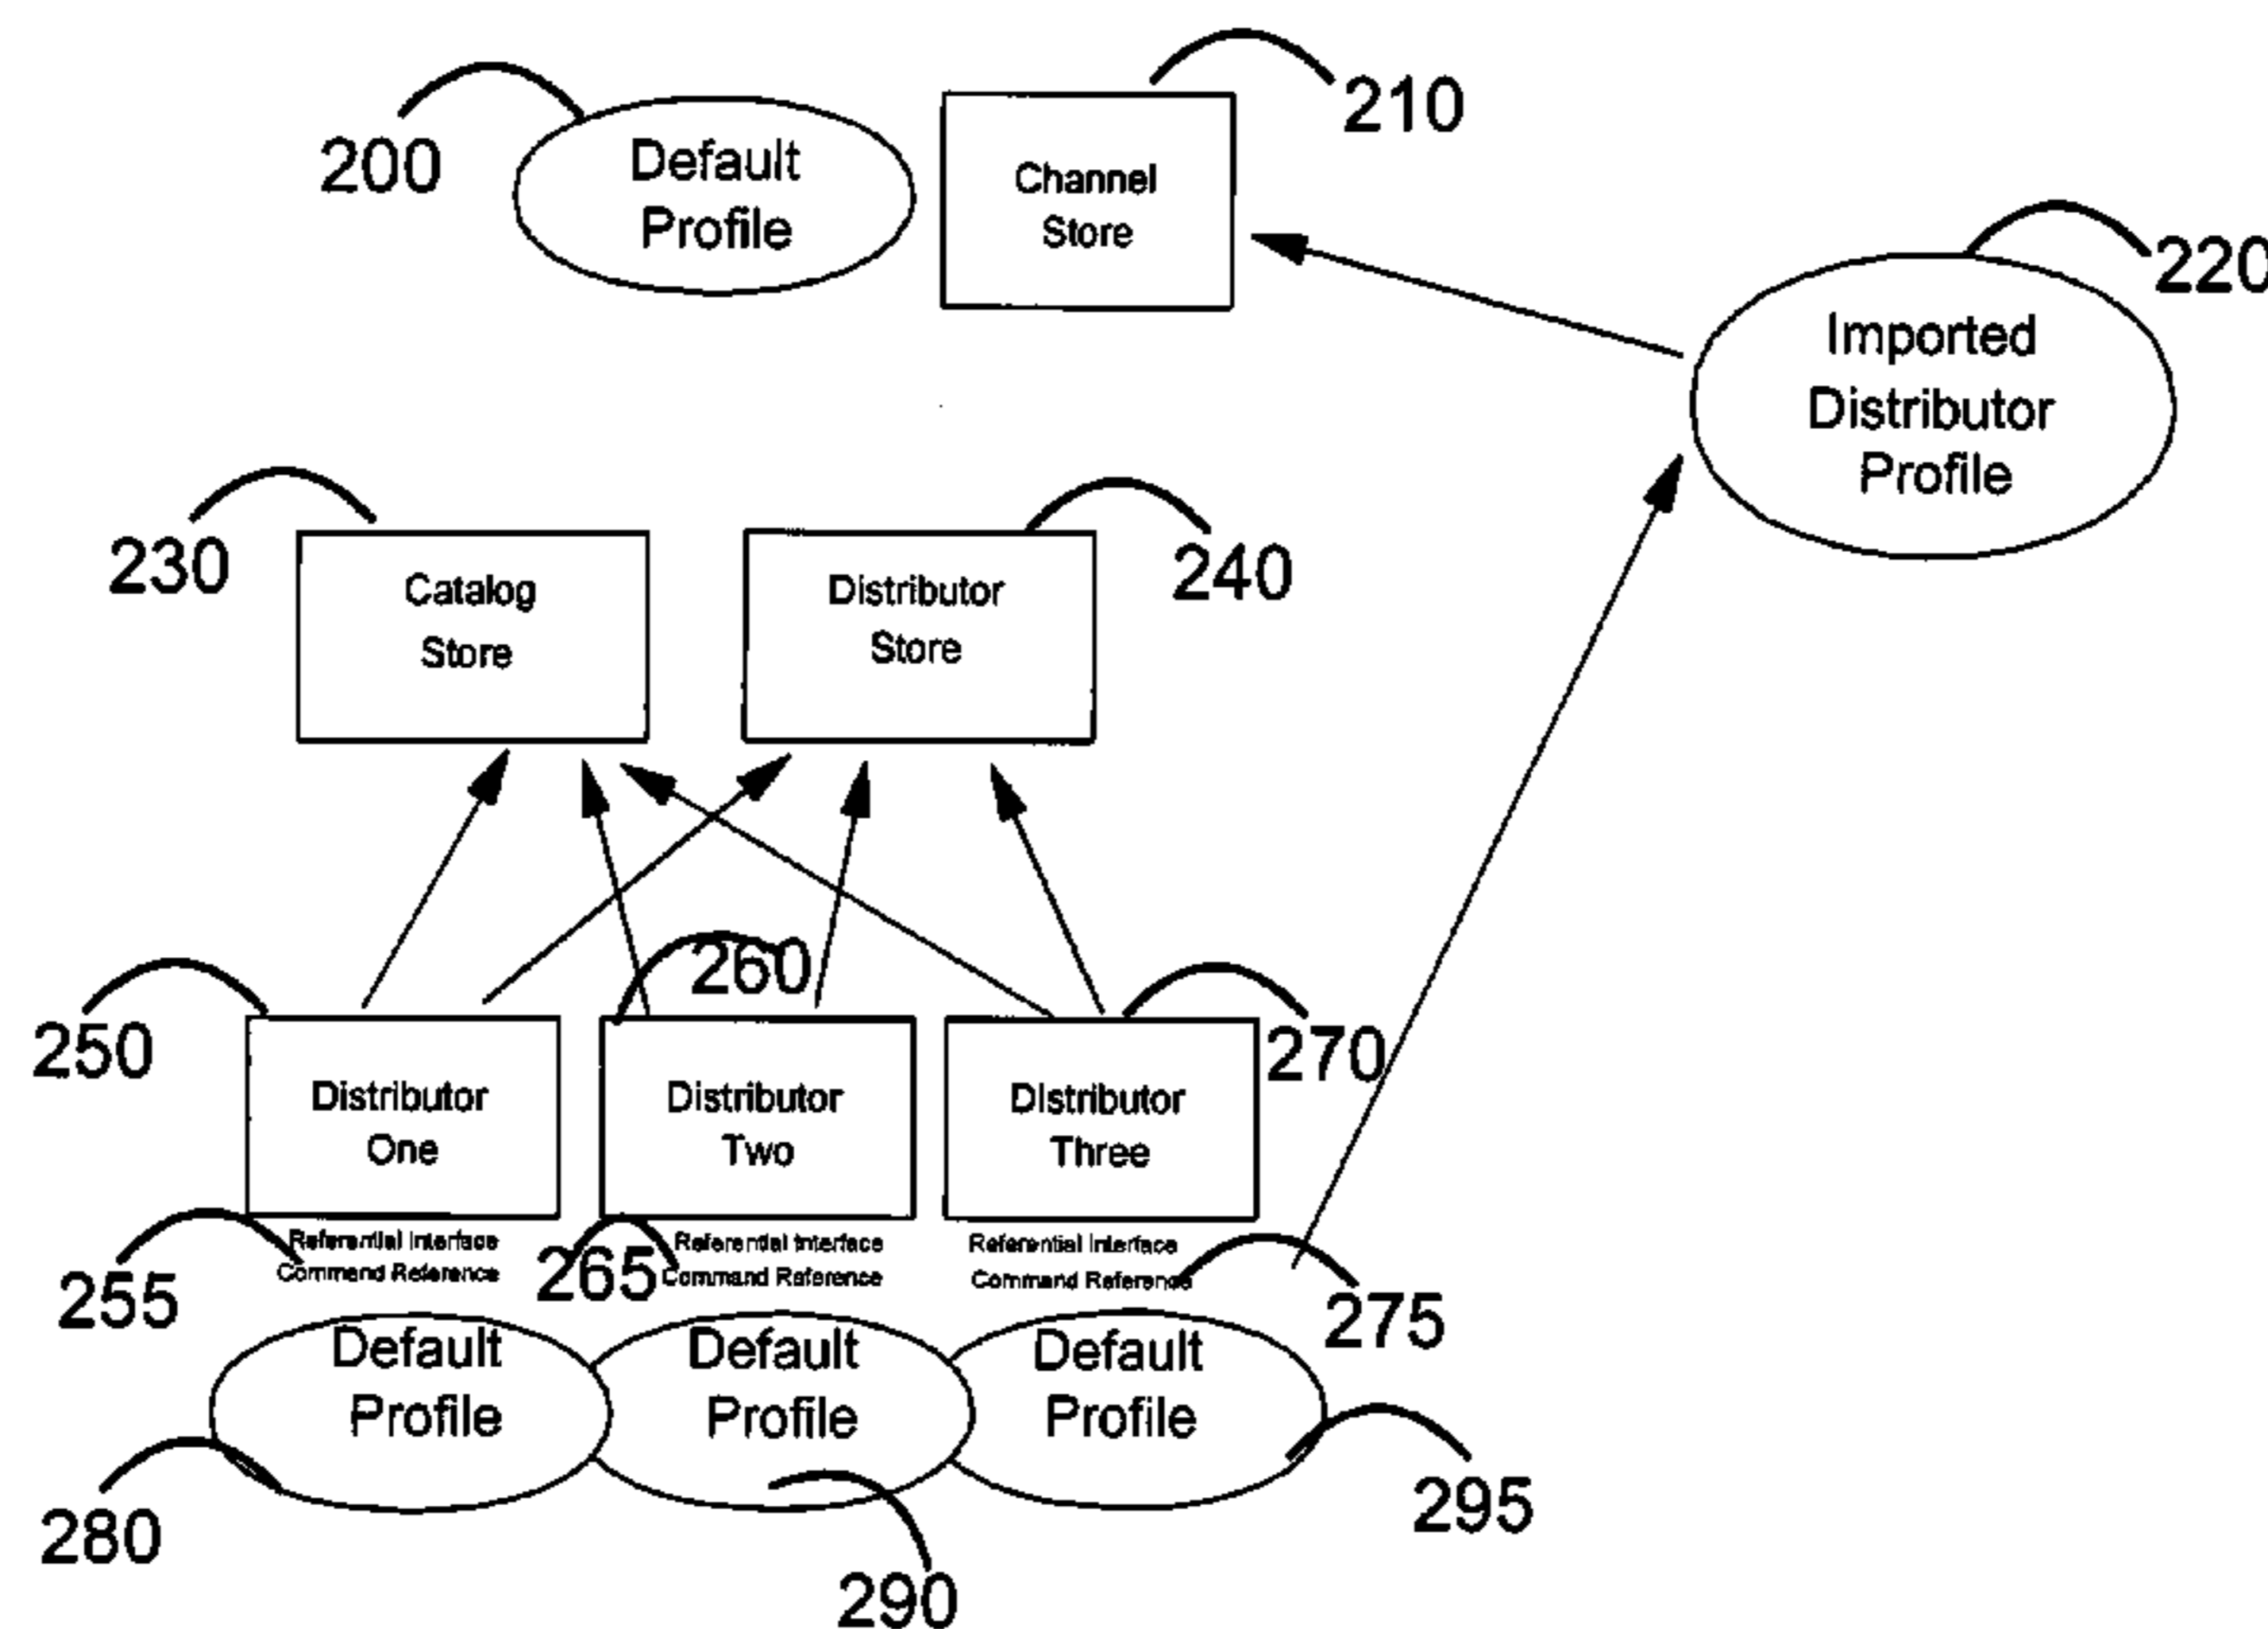 200
Default
Profile
Channel
Store
210
Imported
Distributor
Profile
220
230
Catalog
Store
Distributor
Store
240
250
Distributor
One
260
Distributor
Two
Distributor
Three
270
255
Referential Interface
Command Reference
265
Referential Interface
Command Reference
Referential Interface
Command Reference
275
Default
Profile
280
Default
Profile
290
Default
Profile
295